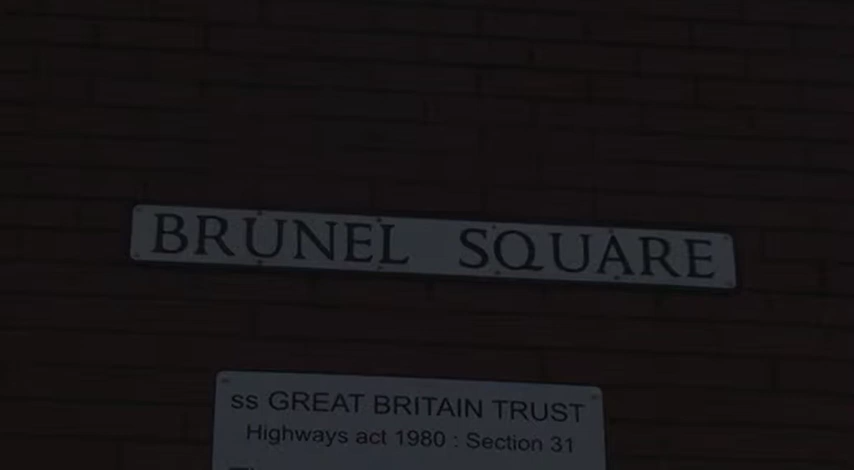 BRUNEL SQUARE
ss GREAT BRITAIN TRUST
Highways act 1980 : Section 31